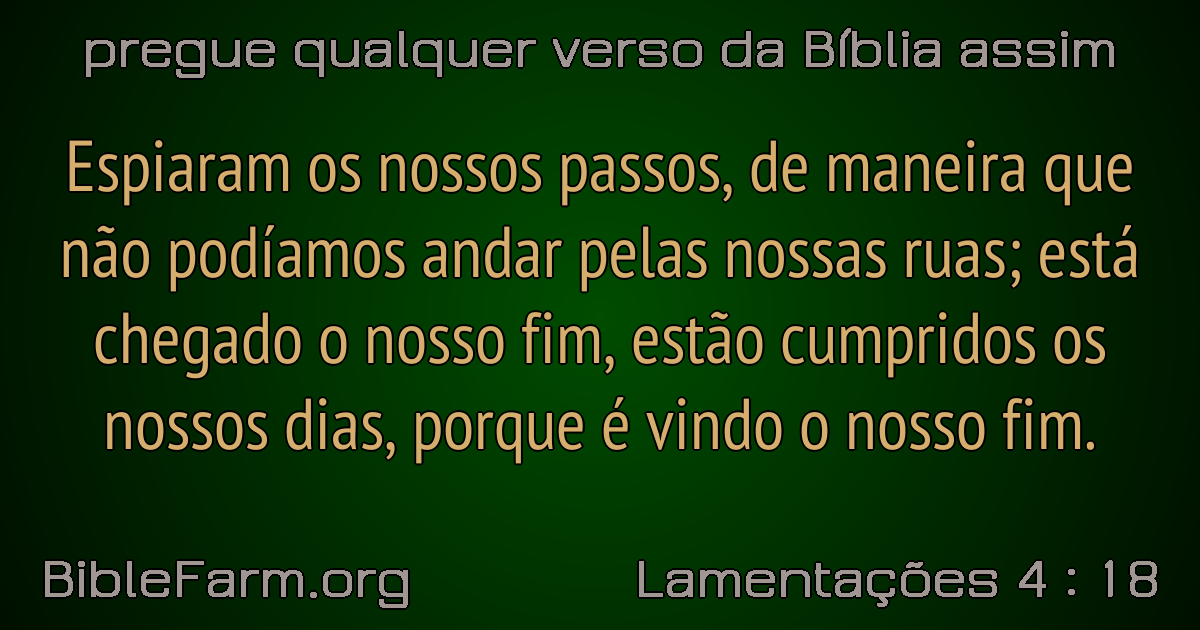 pregue qualquer verso da Bíblia assim
Espiaram os nossos passos, de maneira que
não podíamos andar pelas nossas ruas; está
chegado o nosso fim, estão cumpridos os
nossos dias, porque é vindo o nosso fim.
BibleFarm.org
Lamentações 4 : 18